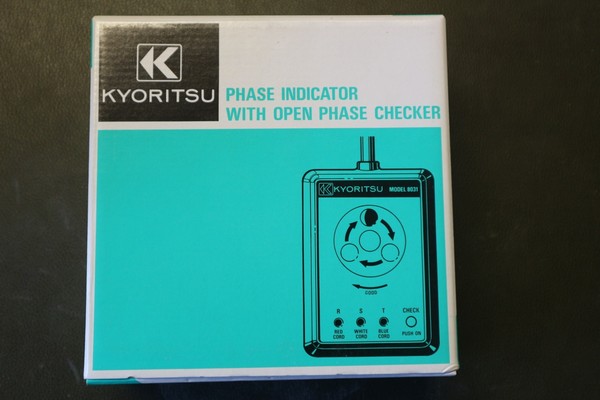 KYORITSU
PHASE INDICATOR
WITH OPEN PHASE CHECKER
KYORITSU MODEL 8031
GOOD
R S T CHECK
RED CORD WHITE CORD BLUE CORD PUSH ON